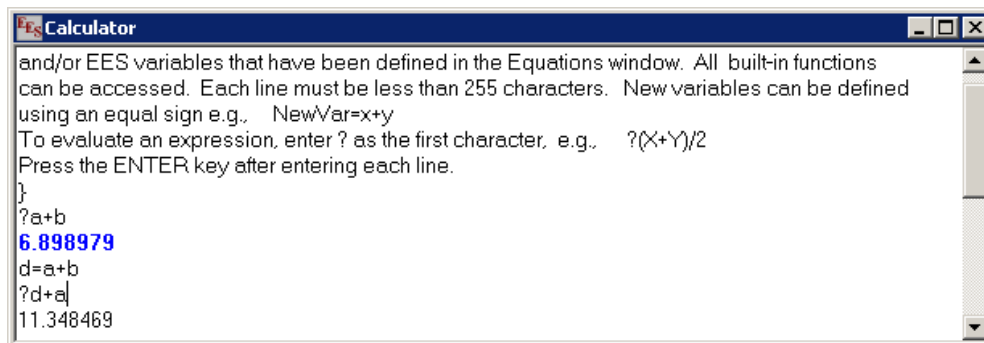 EES Calculator
and/or EES variables that have been defined in the Equations window. All built-in functions
can be accessed. Each line must be less than 255 characters. New variables can be defined
using an equal sign e.g., NewVar=x+y
To evaluate an expression, enter ? as the first character, e.g., ?(X+Y)/2
Press the ENTER key after entering each line.
}
?a+b
6.898979
d=a+b
?d+a
11.348469